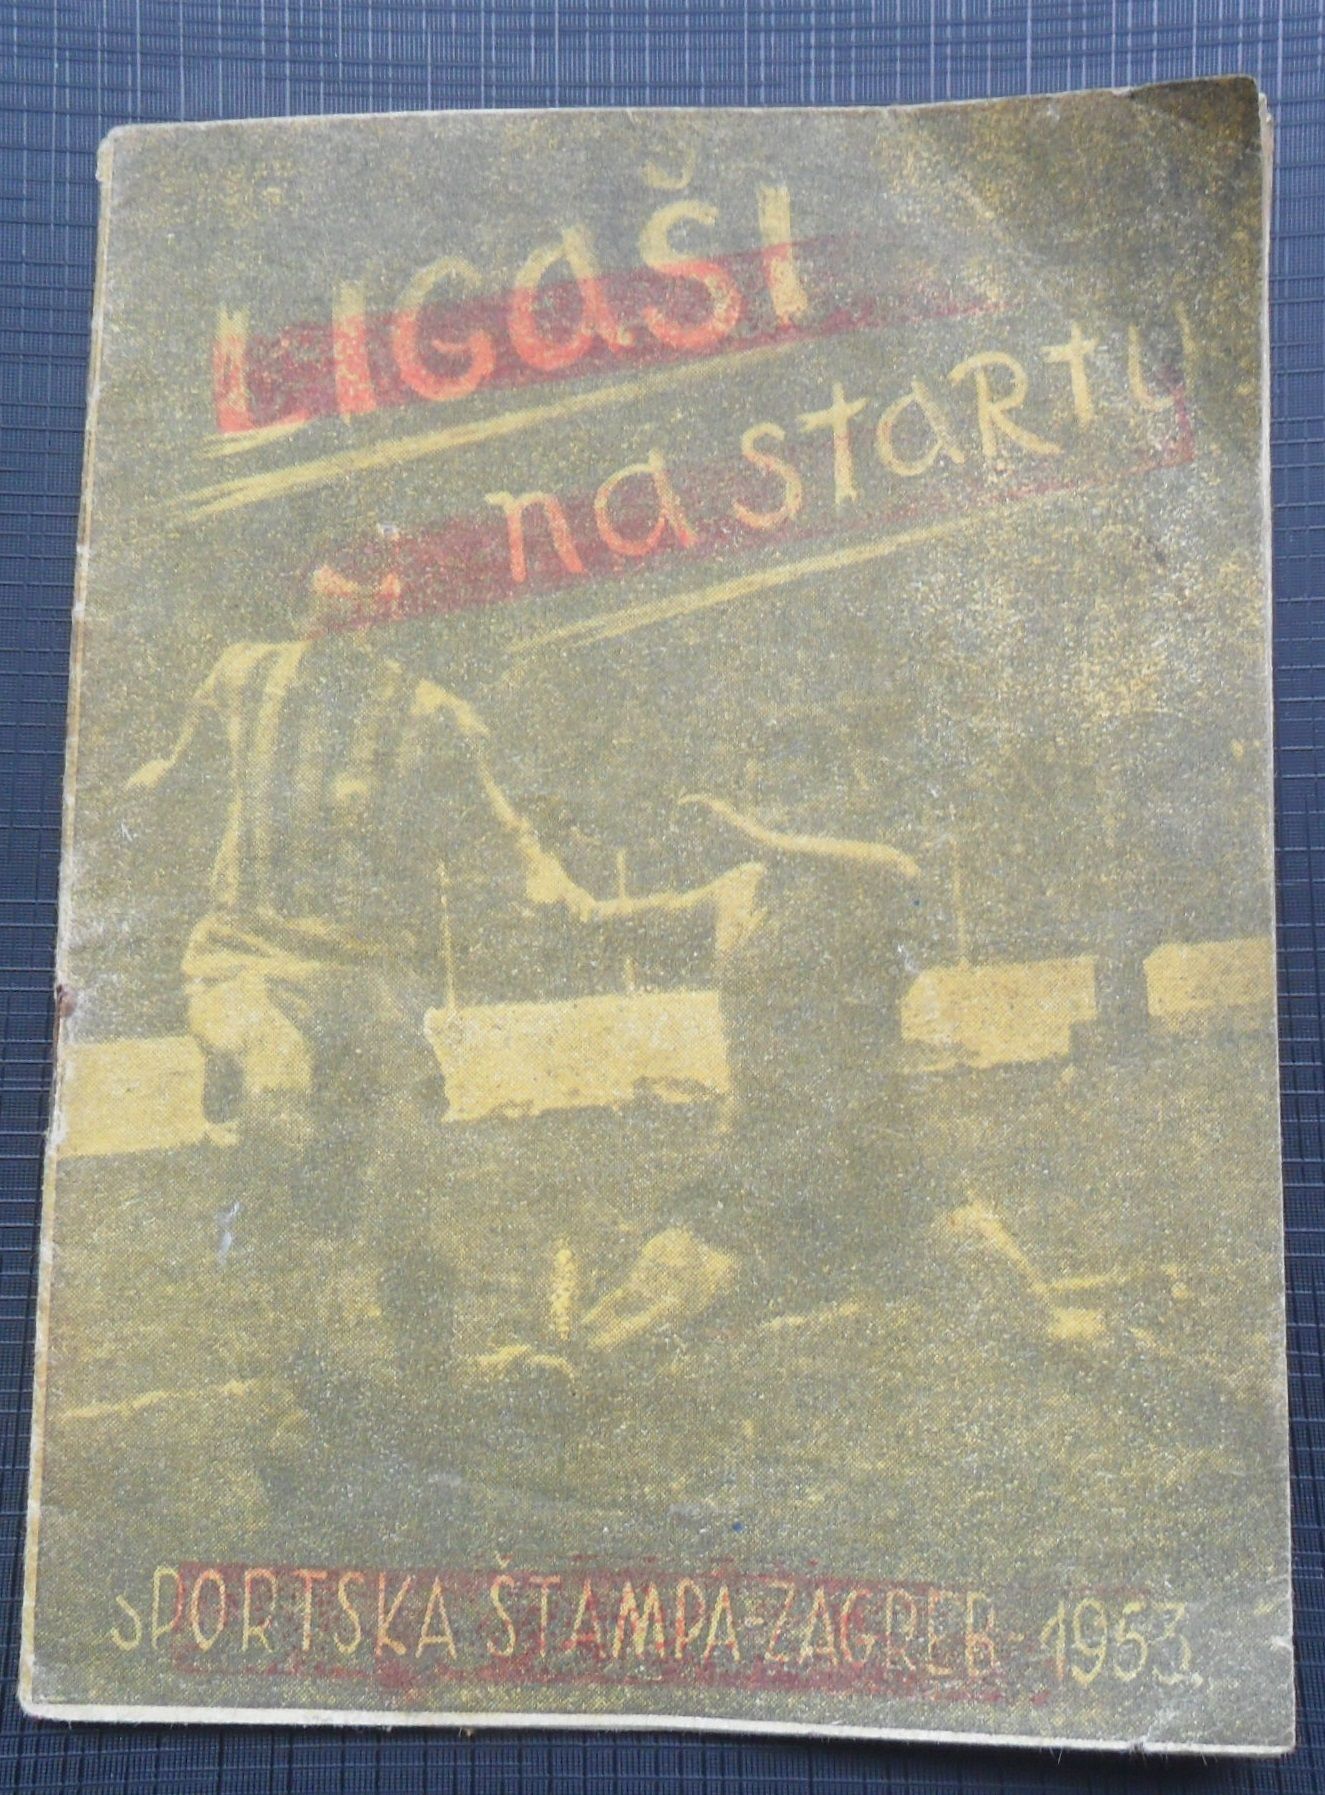 LIGAŠI
na staRtu
SPORTSKA ŠTAMPA-ZAGREB-1953.